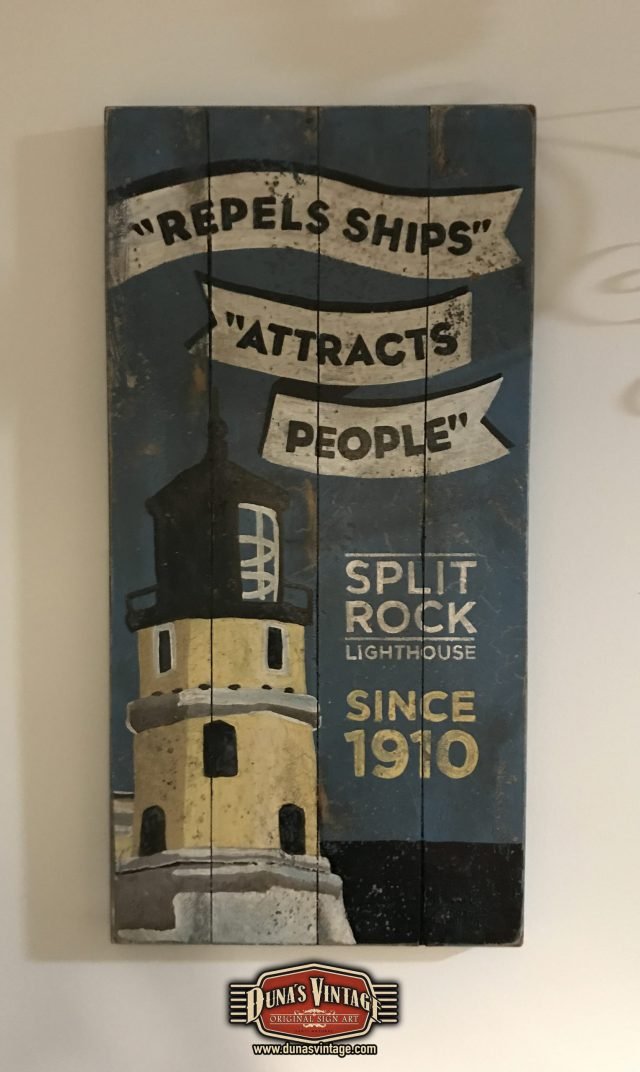 "REPELS SHIPS"
"ATTRACTS
PEOPLE"
SPLIT
ROCK
LIGHTHOUSE
SINCE
1910
DUNA'S VINTAGE
ORIGINAL SIGN ART
www.dunasvintage.com